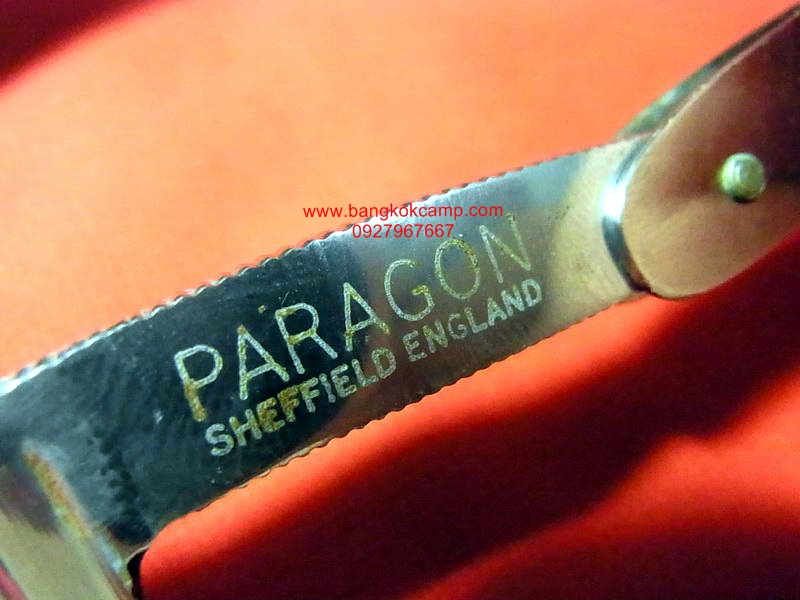 www.bangkokcamp.com
0927967667
PARAGON
SHEFFIELD ENGLAND